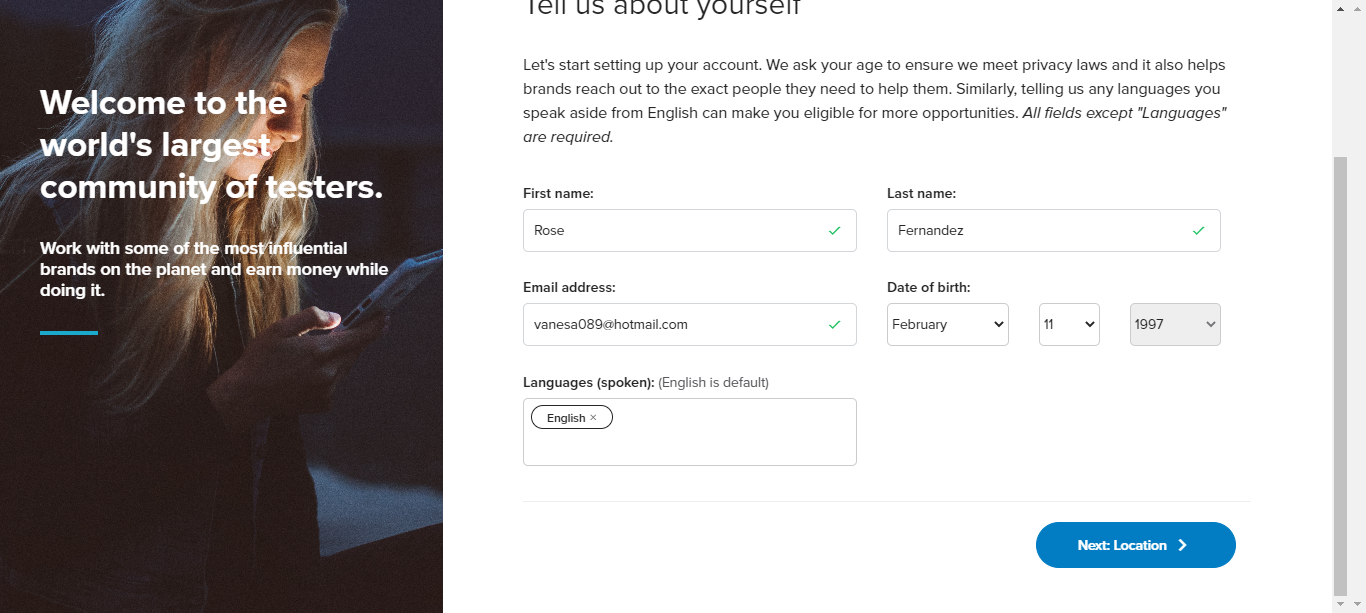 Tell us about yourself
Welcome to the
world's largest
community of testers.
Work with some of the most influential
brands on the planet and earn money while
doing it.
Let's start setting up your account. We ask your age to ensure we meet privacy laws and it also helps
brands reach out to the exact people they need to help them. Similarly, telling us any languages you
speak aside from English can make you eligible for more opportunities. All fields except "Languages"
are required.
First name:
Last name:
Rose
Fernandez
Email address:
Date of birth:
vanesa089@hotmail.com
February
11
1997
Languages (spoken): (English is default)
English ×
Next: Location